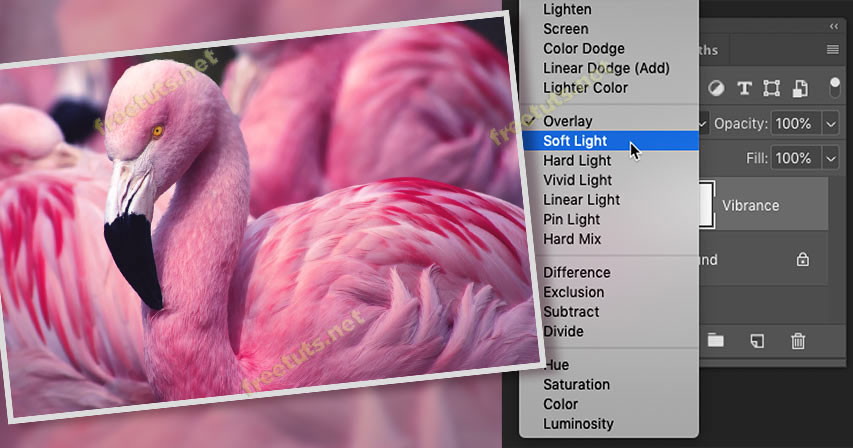 freetuts.net
freetuts.net
freetuts.net
Lighten
Screen
Color Dodge
Linear Dodge (Add)
Lighter Color
Overlay
Soft Light
Hard Light
Vivid Light
Linear Light
Pin Light
Hard Mix
Difference
Exclusion
Subtract
Divide
Hue
Saturation
Color
Luminosity
ths
T
Opacity: 100%
Fill: 100%
Vibrance
nd